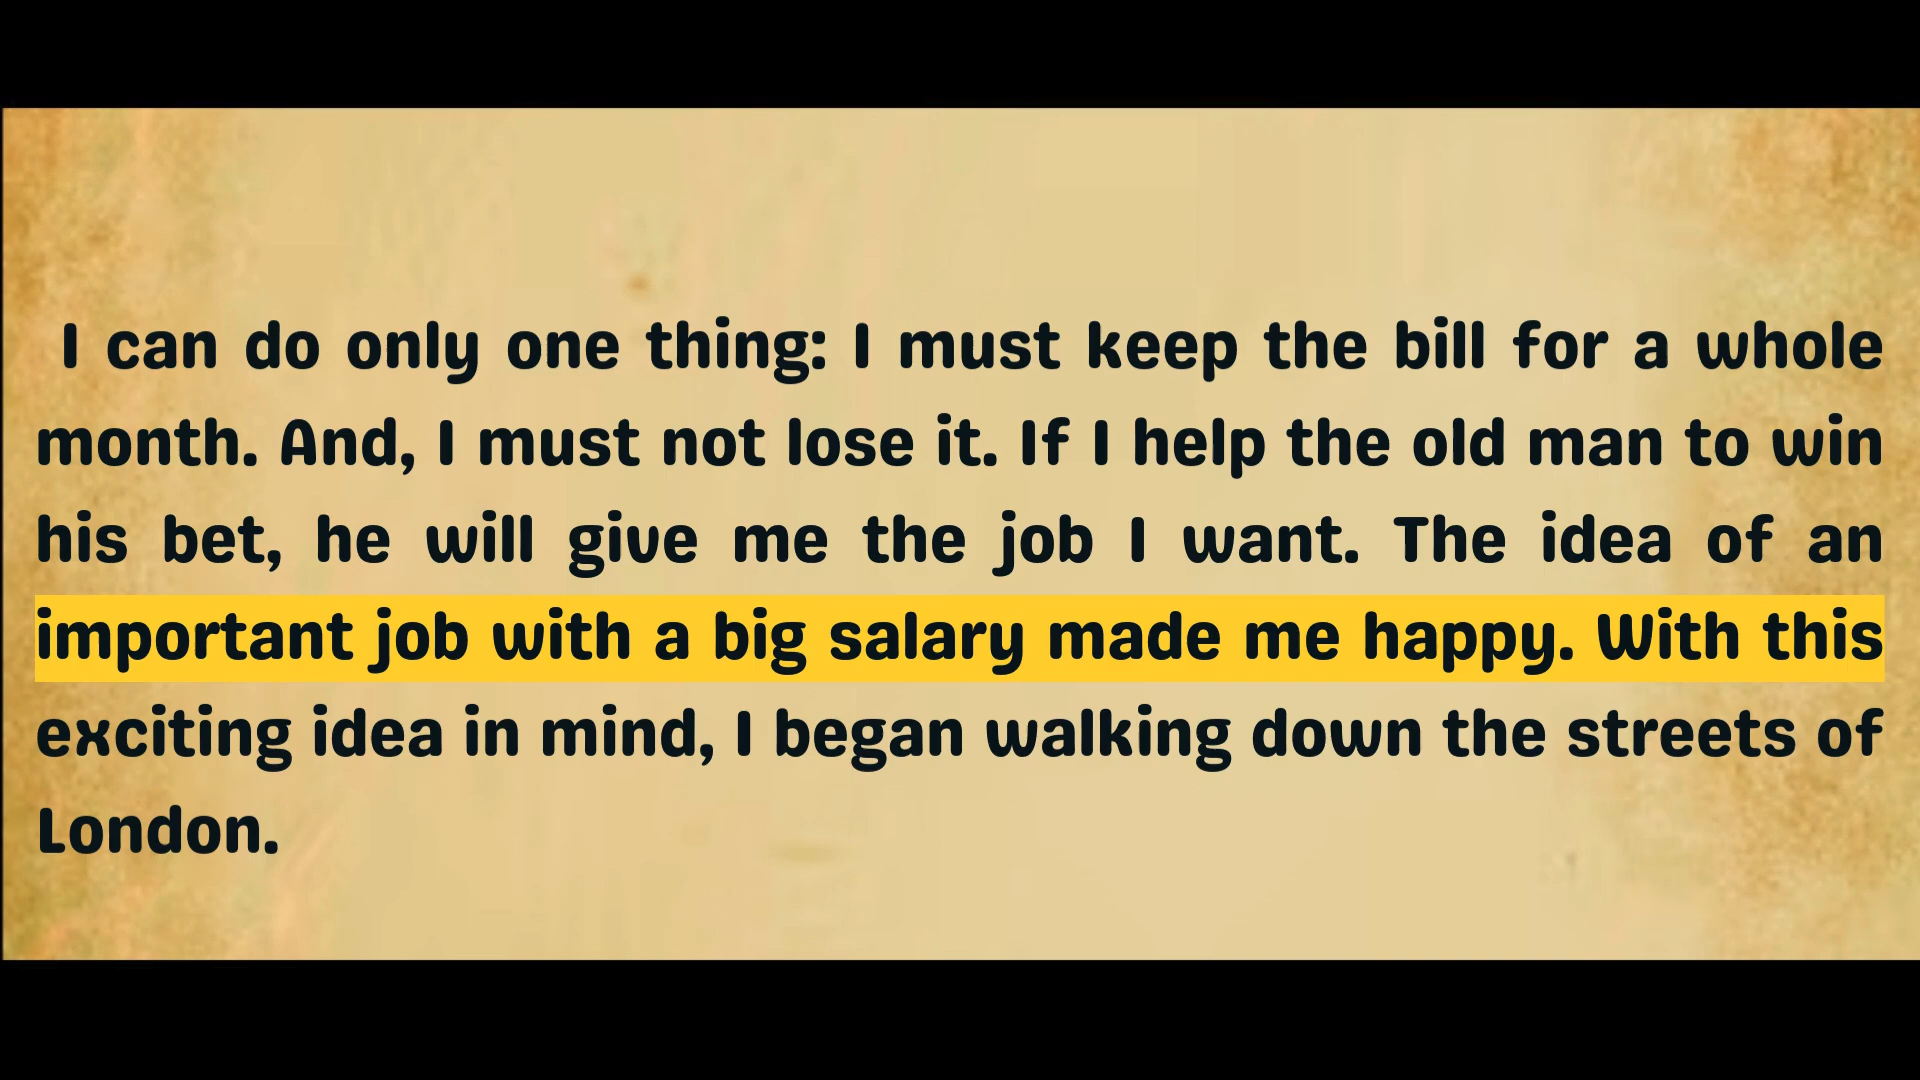 I can do only one thing: I must keep the bill for a whole
month. And, I must not lose it. If I help the old man to win
his bet, he will give me the job I want. The idea of an
important job with a big salary made me happy. With this
exciting idea in mind, I began walking down the streets of
London.